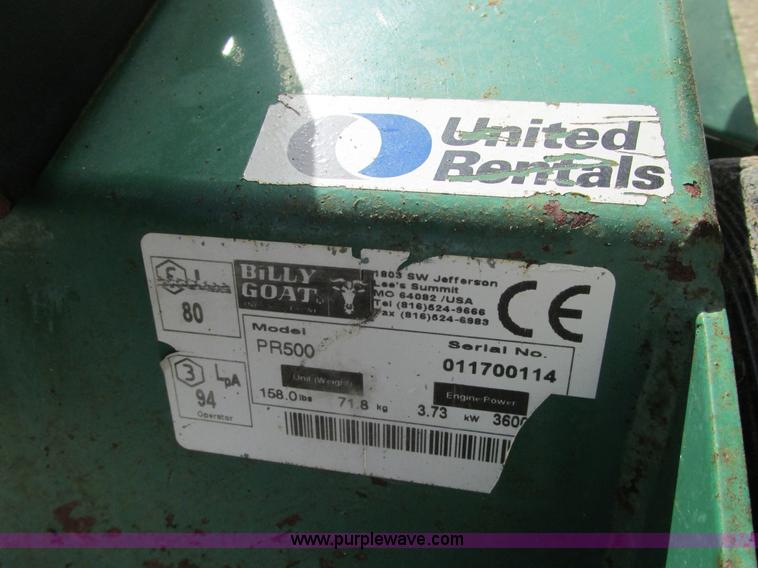 United
Rentals
BiLLY
GOAT
1803 SW Jefferson
Lee's Summit
MO 64082 /USA
Tel (816)524-9666
Fax (816)524-6983
CE
80
Model
PR500
Serial No.
011700114
3 LpA
94
Operator
Unit (Weight)
Engine Power
158.0 lbs 71.8 kg 3.73 kW 360
www.purplewave.com